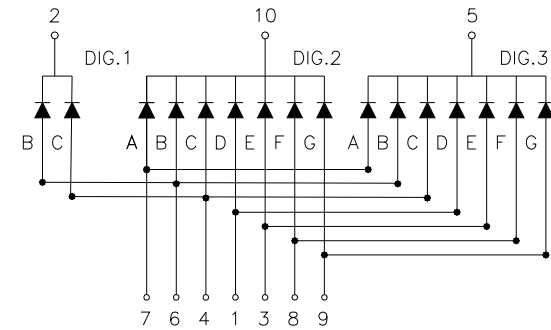 2 10 5
DIG.1 DIG.2 DIG.3
B C A B C D E F G A B C D E F G
7 6 4 1 3 8 9